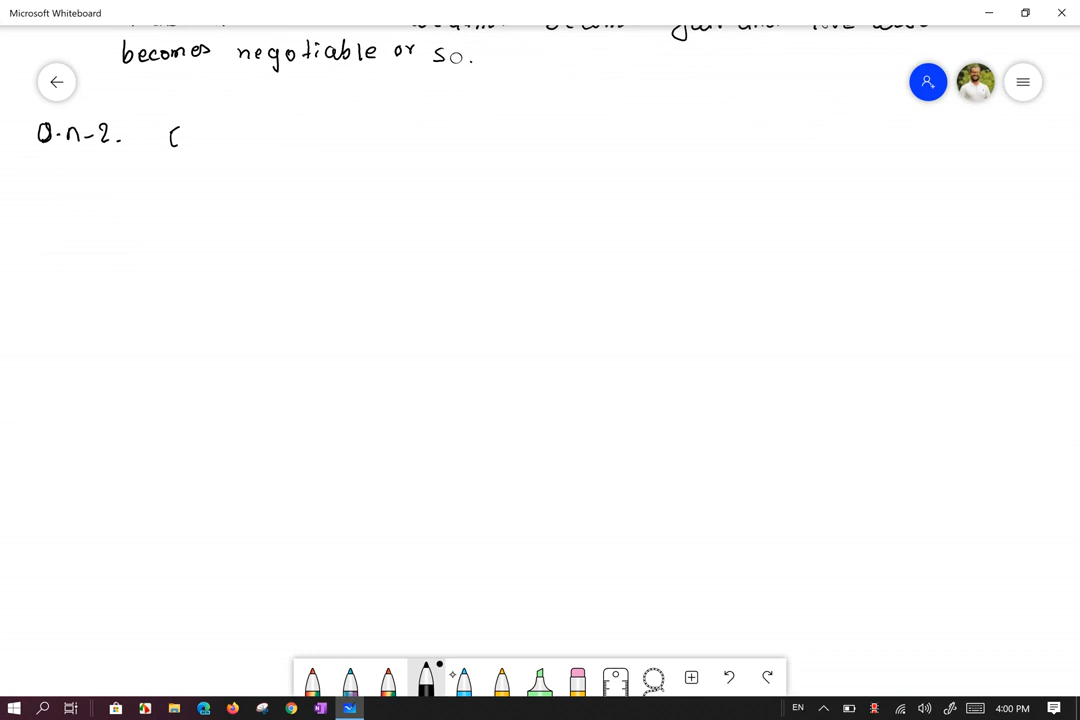 Microsoft Whiteboard
becomes negotiable or so.
Q.n-2. (
EN 4:00 PM